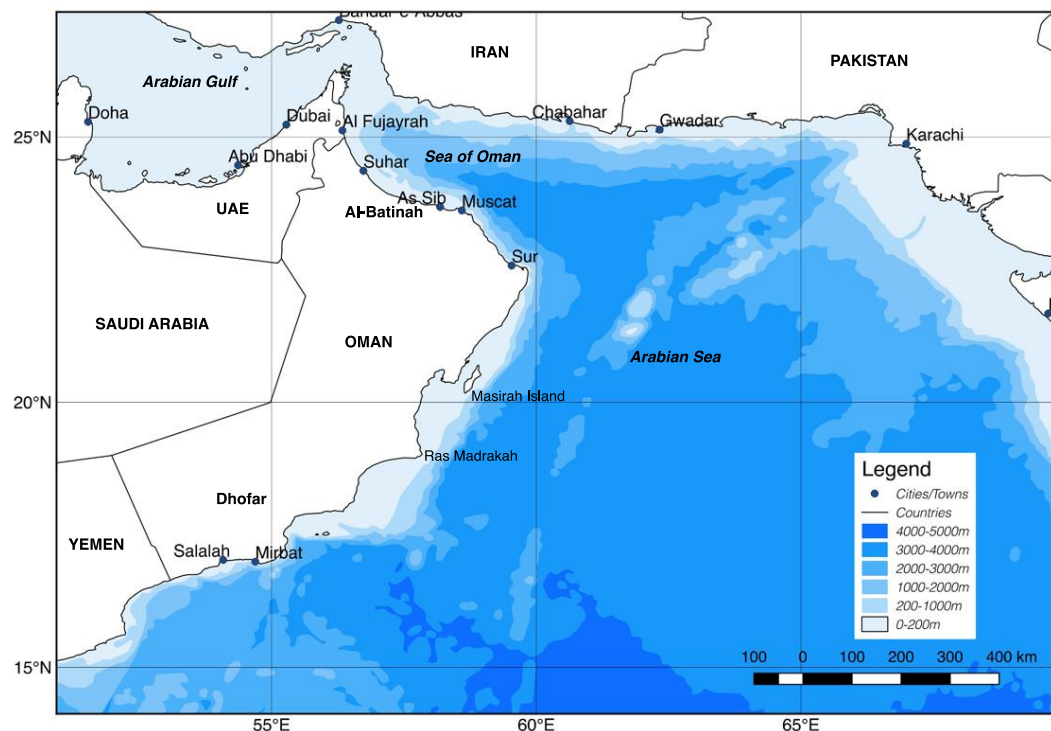 Bandar-e-Abbas
IRAN
PAKISTAN
Arabian Gulf
Doha
Dubai
Al Fujayrah
Chabahar
Gwadar
Karachi
25°N
Abu Dhabi
Suhar
Sea of Oman
UAE
Al-Batinah
As Sib
Muscat
Sur
SAUDI ARABIA
OMAN
Arabian Sea
20°N
Masirah Island
Ras Madrakah
Dhofar
YEMEN
Salalah
Mirbat
Legend
Cities/Towns
Countries
4000-5000m
3000-4000m
2000-3000m
1000-2000m
200-1000m
0-200m
15°N
100 0 100 200 300 400 km
55°E
60°E
65°E